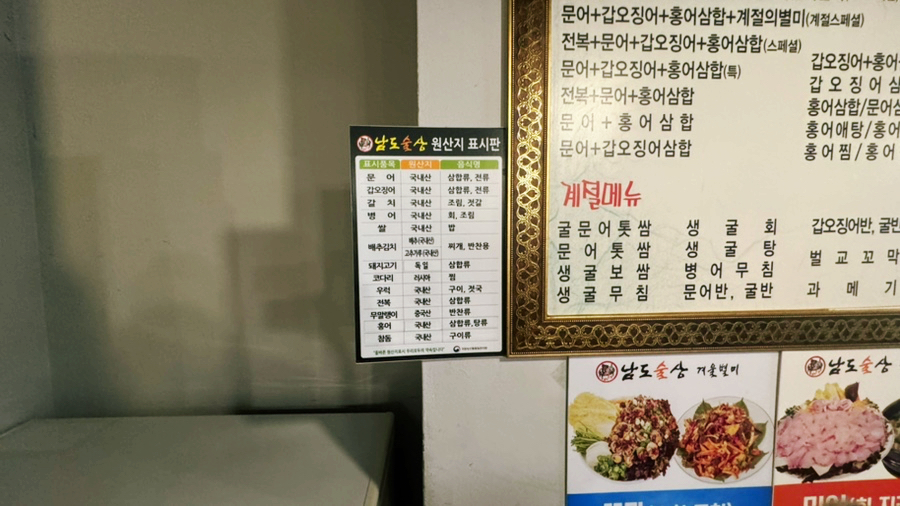 문어+갑오징어+홍어삼합+계절의별미(계절스페셜)
전복+문어+갑오징어+홍어삼합(스페셜)
문어+갑오징어+홍어삼합(특)
전복+문어+홍어삼합
문어+홍어삼합
문어+갑오징어삼합
갑오징어+홍어
갑오징어삼
홍어삼합/문어삼
홍어애탕/홍어
홍어찜/홍어
계절메뉴
굴문어톳쌈 생굴회 갑오징어반, 굴반
문어톳쌈 생굴탕 벌교꼬막
생굴보쌈 병어무침
생굴무침 문어반, 굴반 과메기
남도술상 원산지 표시판
표시품목 원산지 음식명
문어 국내산 삼합류, 전류
갑오징어 국내산 삼합류, 전류
갈치 국내산 조림, 젓갈
병어 국내산 회, 조림
쌀 국내산 밥
배추김치 배추(국내산) 고추가루(국내산) 찌개, 반찬용
돼지고기 독일 삼합류
코다리 러시아 찜
우럭 국내산 구이, 젓국
전복 국내산 삼합류
무말랭이 중국산 반찬류
홍어 국내산 삼합류,탕류
참돔 국내산 구이류
남도술상 겨울별미
남도술상